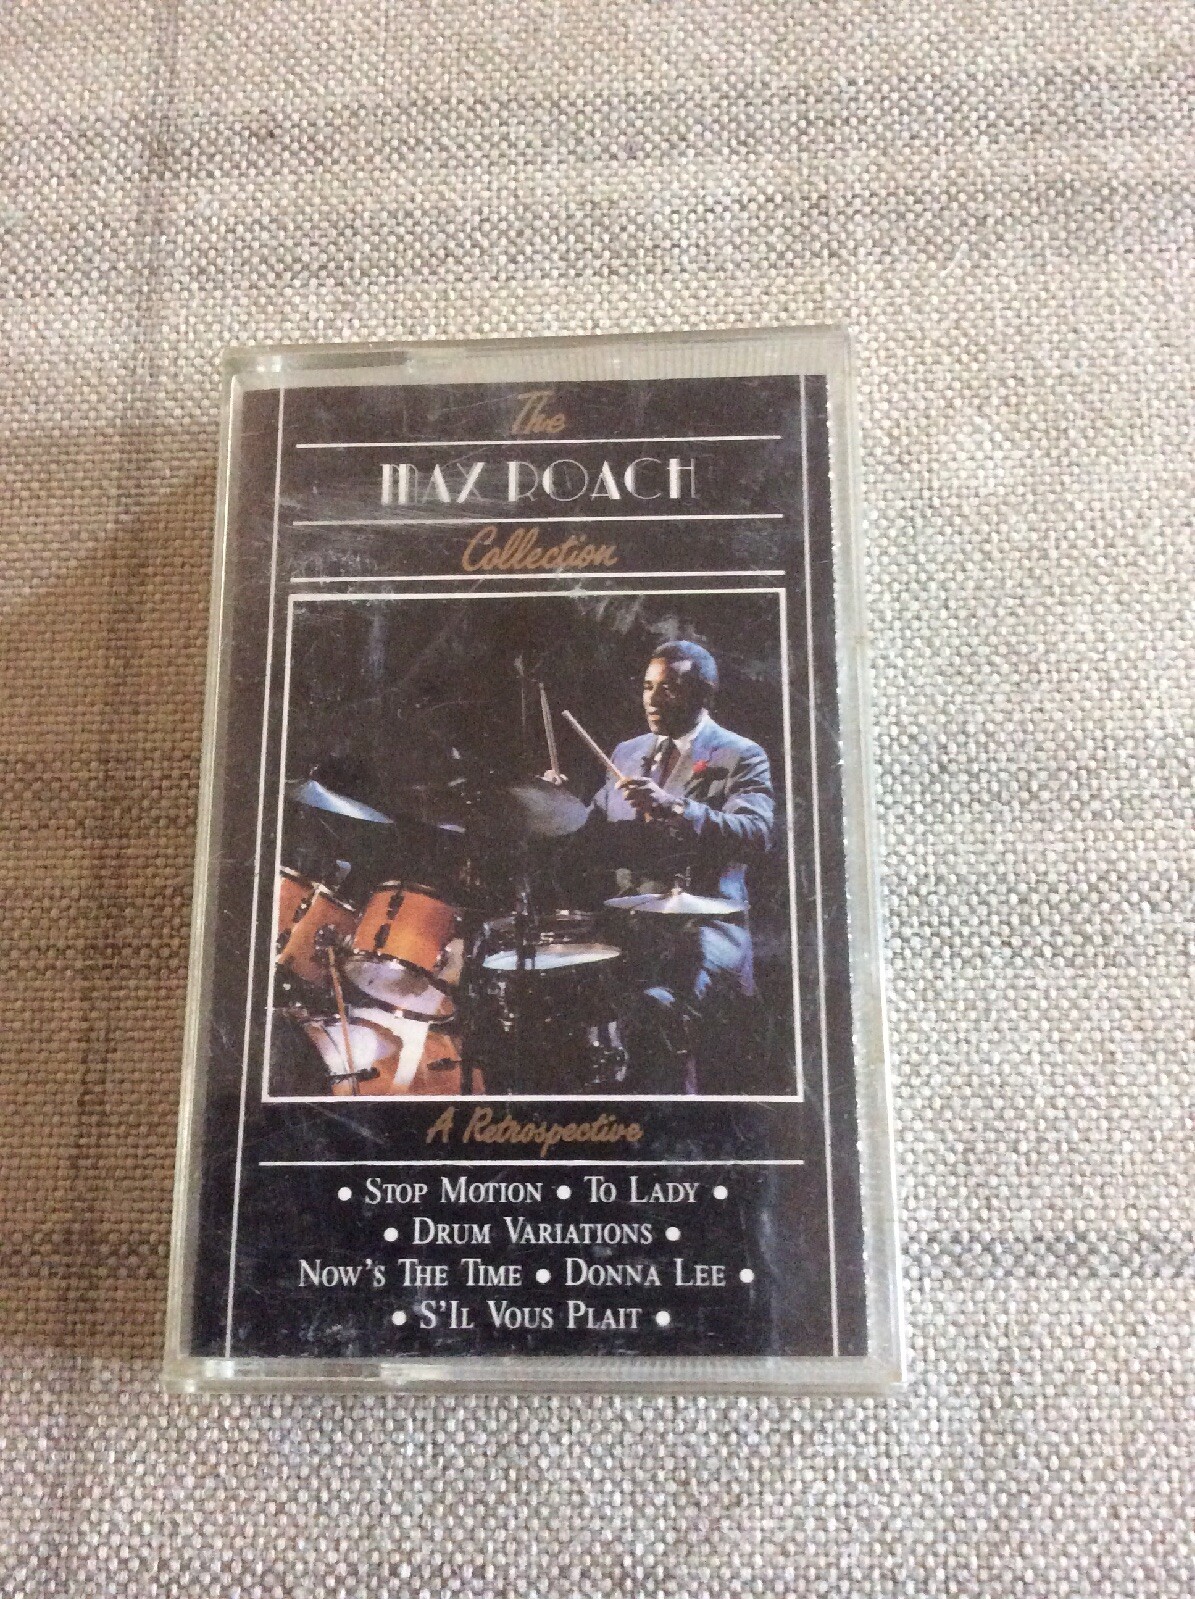 The
MAX ROACH
Collection
A Retrospective
• STOP MOTION • TO LADY •
• DRUM VARIATIONS •
NOW'S THE TIME • DONNA LEE •
• S'IL VOUS PLAIT •